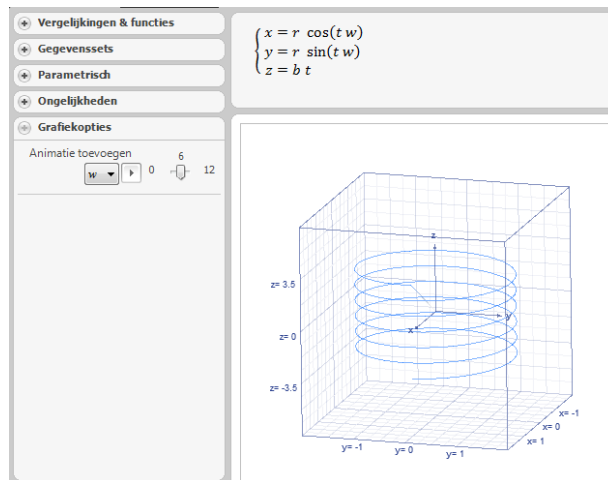 Vergelijkingen & functies
Gegevenssets
Parametrisch
Ongelijkheden
Grafiekopties
Animatie toevoegen
w 0 6 12
x = r cos(t w)
y = r sin(t w)
z = b t
z
z= 3.5
y
x
z= 0
z= -3.5
x= -1
x= 0
x= 1
y= -1
y= 0
y= 1